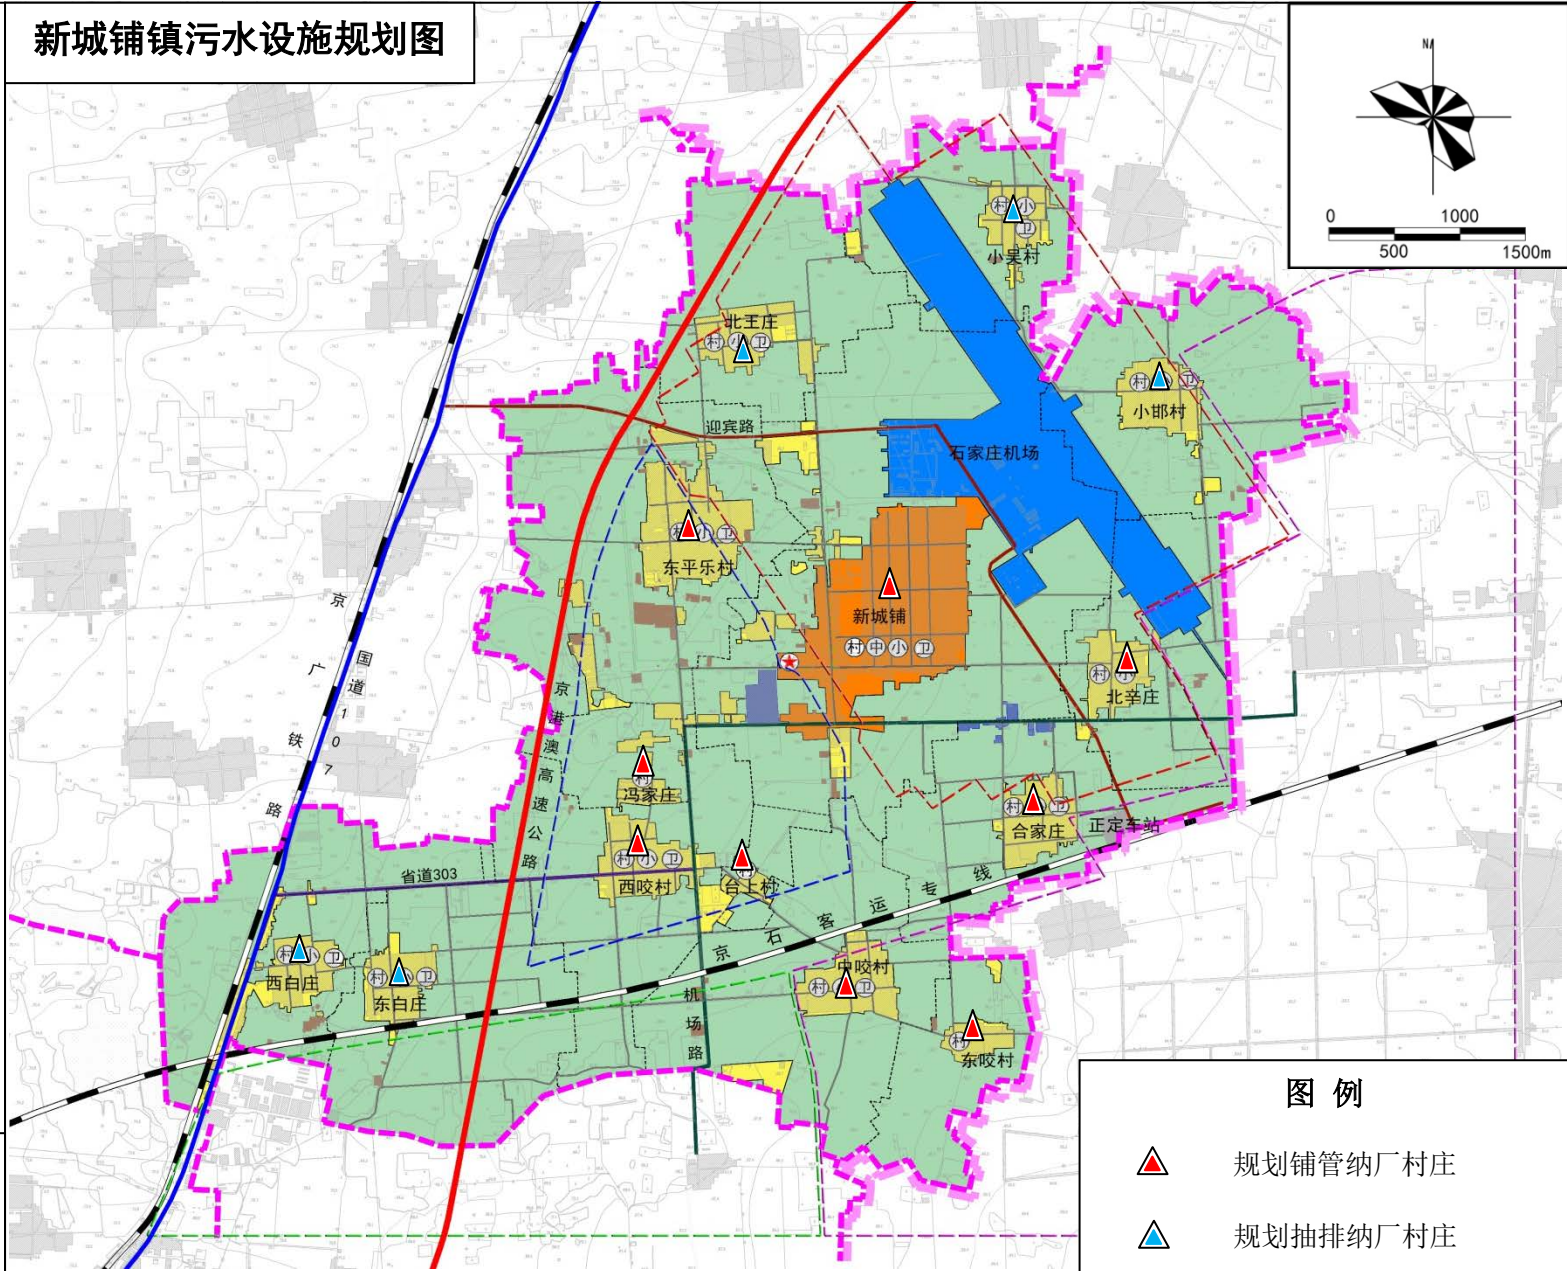 新城铺镇污水设施规划图
N
0
1000
500
1500m
村
小
卫
小吴村
北王庄
村
小
卫
村
卫
小邯村
迎宾路
石家庄机场
村
小
卫
东平乐村
新城铺
村
中
小
卫
村
小
北辛庄
京
广
铁
路
国
道
1
0
7
京
港
澳
高
速
公
路
村
冯家庄
村
卫
合家庄
正定车站
村
小
卫
西咬村
村
台上村
省道303
京
石
客
运
专
线
村
小
卫
西白庄
村
小
卫
东白庄
中咬村
村
卫
机
场
路
村
东咬村
图 例
规划铺管纳厂村庄
规划抽排纳厂村庄